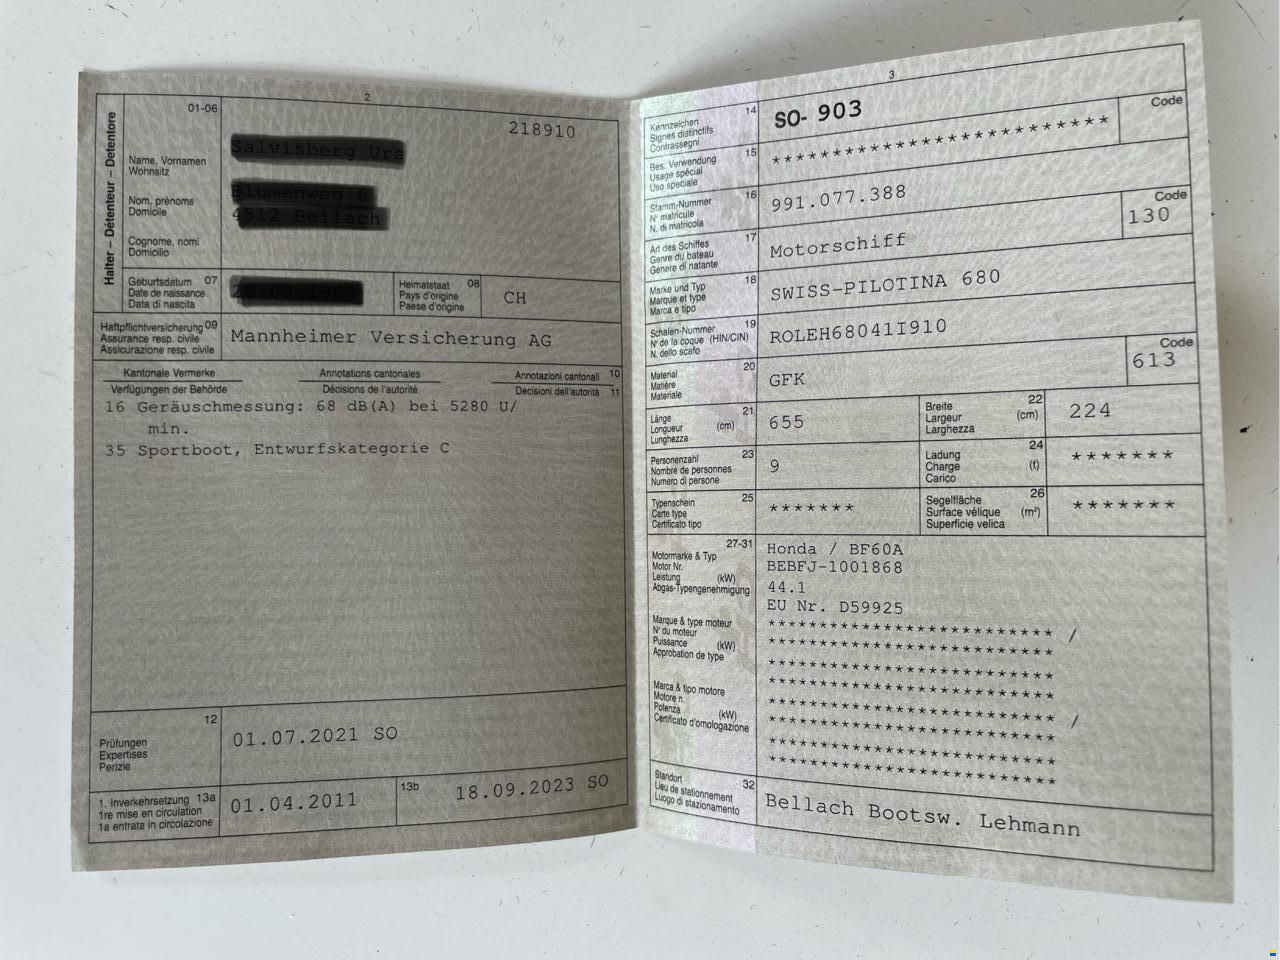 2
01-06
218910
Halter – Détenteur – Detentore
Name, Vornamen
Wohnsitz
Nom, prénoms
Domicile
Cognome, nomi
Domicilio
Geburtsdatum 07
Date de naissance
Data di nascita
Heimatstaat 08
Pays d'origine
Paese d'origine
CH
Haftpflichtversicherung 09
Assurance resp. civile
Assicurazione resp. civile
Mannheimer Versicherung AG
Kantonale Vermerke Annotations cantonales Annotazioni cantonali 10
Verfügungen der Behörde Décisions de l'autorité Decisioni dell'autorità 11
16 Geräuschmessung: 68 dB(A) bei 5280 U/
min.
35 Sportboot, Entwurfskategorie C
12
Prüfungen
Expertises
Perizie
01.07.2021 SO
1. Inverkehrsetzung 13a
1re mise en circulation
1a entrata in circolazione
01.04.2011
13b
18.09.2023 SO
3
14
Kennzeichen
Signes distinctifs
Contrassegni
SO- 903
15
Bes. Verwendung
Usage spécial
Uso speciale
**************************
Code
16
Stamm-Nummer
N° matricule
N. di matricola
991.077.388
17
Art des Schiffes
Genre du bateau
Genere di natante
Motorschiff
Code
130
18
Marke und Typ
Marque et type
Marca e tipo
SWISS-PILOTINA 680
19
Schalen-Nummer
N° de la coque (HIN/CIN)
N. dello scafo
ROLEH68041I910
20
Material
Matière
Materiale
GFK
Code
613
21
Länge
Longueur (cm)
Lunghezza
655
22
Breite
Largeur (cm)
Larghezza
224
23
Personenzahl
Nombre de personnes
Numero di persone
9
24
Ladung
Charge (t)
Carico
*******
25
Typenschein
Carte type
Certificato tipo
*******
26
Segelfläche
Surface vélique (m²)
Superficie velica
*******
27-31
Motormarke & Typ
Motor Nr.
Leistung (kW)
Abgas-Typengenehmigung
Honda / BF60A
BEBFJ-1001868
44.1
EU Nr. D59925
Marque & type moteur
N° du moteur
Puissance (kW)
Approbation de type
************************** /
**************************
**************************
**************************
Marca & tipo motore
Motore n.
Potenza (kW)
Certificato d'omologazione
************************** /
**************************
**************************
**************************
32
Standort
Lieu de stationnement
Luogo di stazionamento
Bellach Bootsw. Lehmann